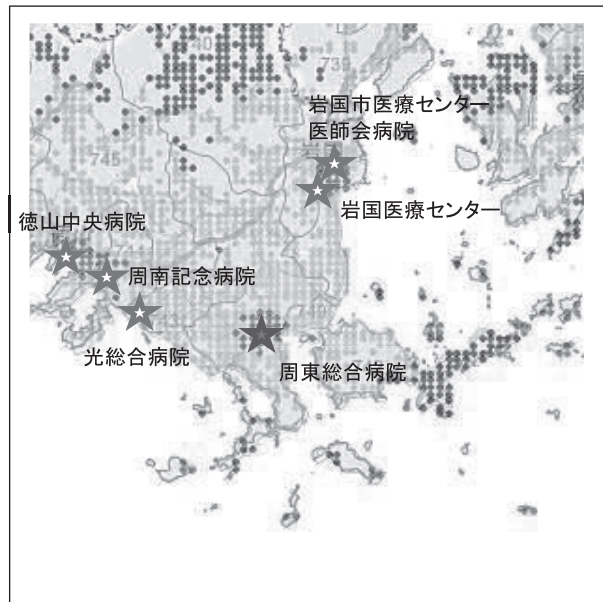 岩国市医療センター
医師会病院
岩国医療センター
徳山中央病院
周南記念病院
光総合病院
周東総合病院